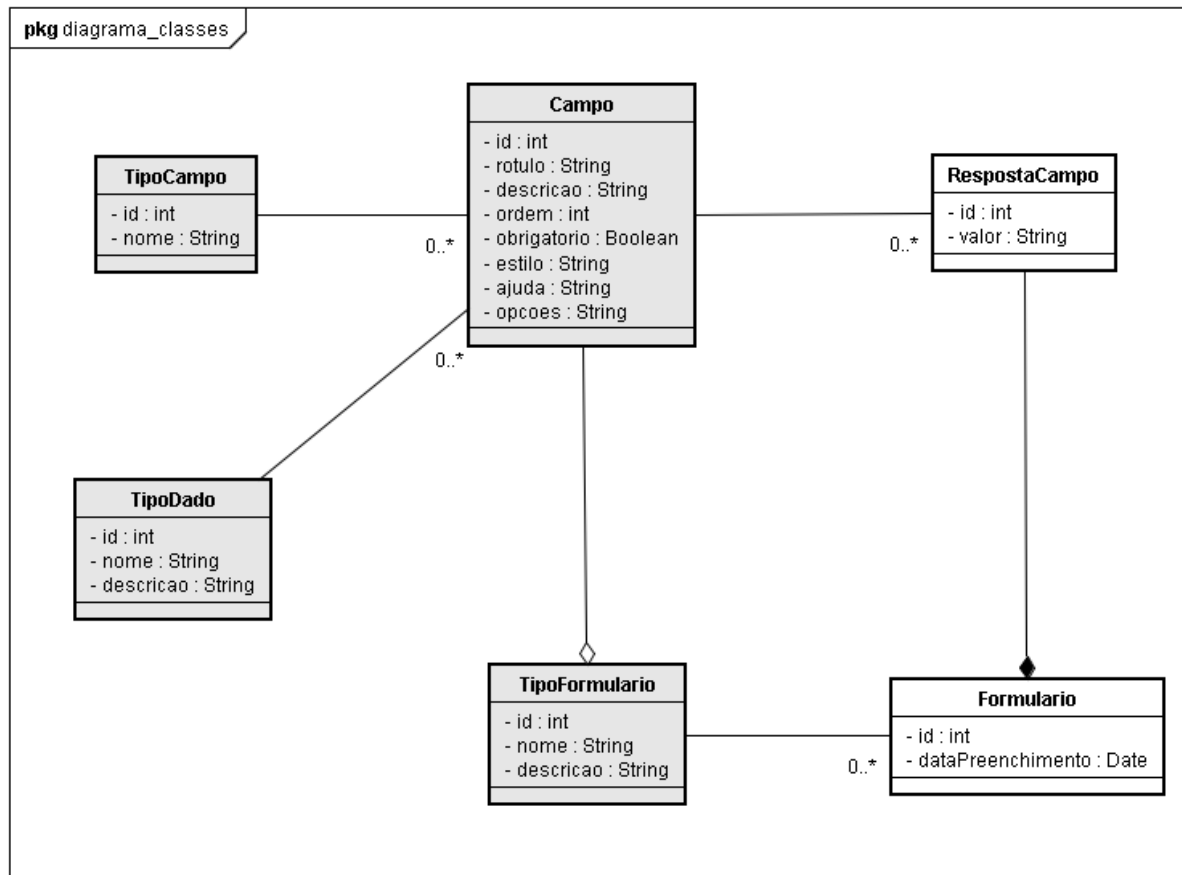 pkg diagrama_classes
Campo
- id : int
- rotulo : String
- descricao : String
- ordem : int
- obrigatorio : Boolean
- estilo : String
- ajuda : String
- opcoes : String
TipoCampo
- id : int
- nome : String
RespostaCampo
- id : int
- valor : String
0..*
0..*
0..*
TipoDado
- id : int
- nome : String
- descricao : String
TipoFormulario
- id : int
- nome : String
- descricao : String
Formulario
- id : int
- dataPreenchimento : Date
0..*